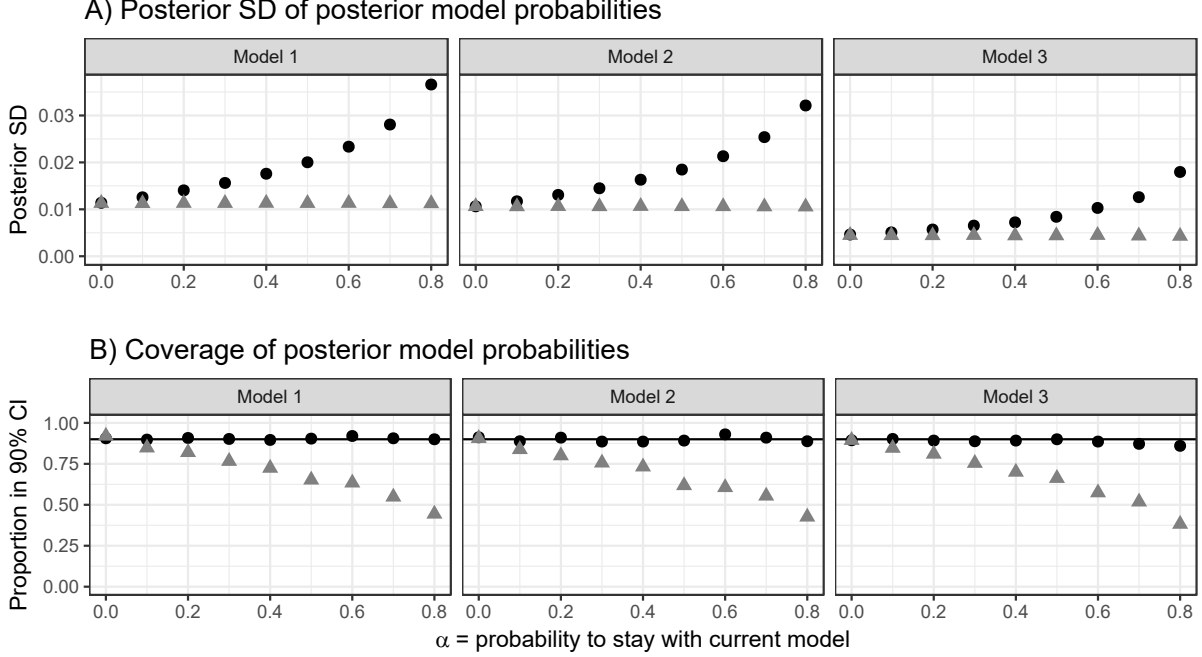 A) Posterior SD of posterior model probabilities
Model 1 Model 2 Model 3
Posterior SD
0.03
0.02
0.01
0.00
0.0 0.2 0.4 0.6 0.8 0.0 0.2 0.4 0.6 0.8 0.0 0.2 0.4 0.6 0.8
B) Coverage of posterior model probabilities
Model 1 Model 2 Model 3
Proportion in 90% CI
1.00
0.75
0.50
0.25
0.00
0.0 0.2 0.4 0.6 0.8 0.0 0.2 0.4 0.6 0.8 0.0 0.2 0.4 0.6 0.8
α = probability to stay with current model